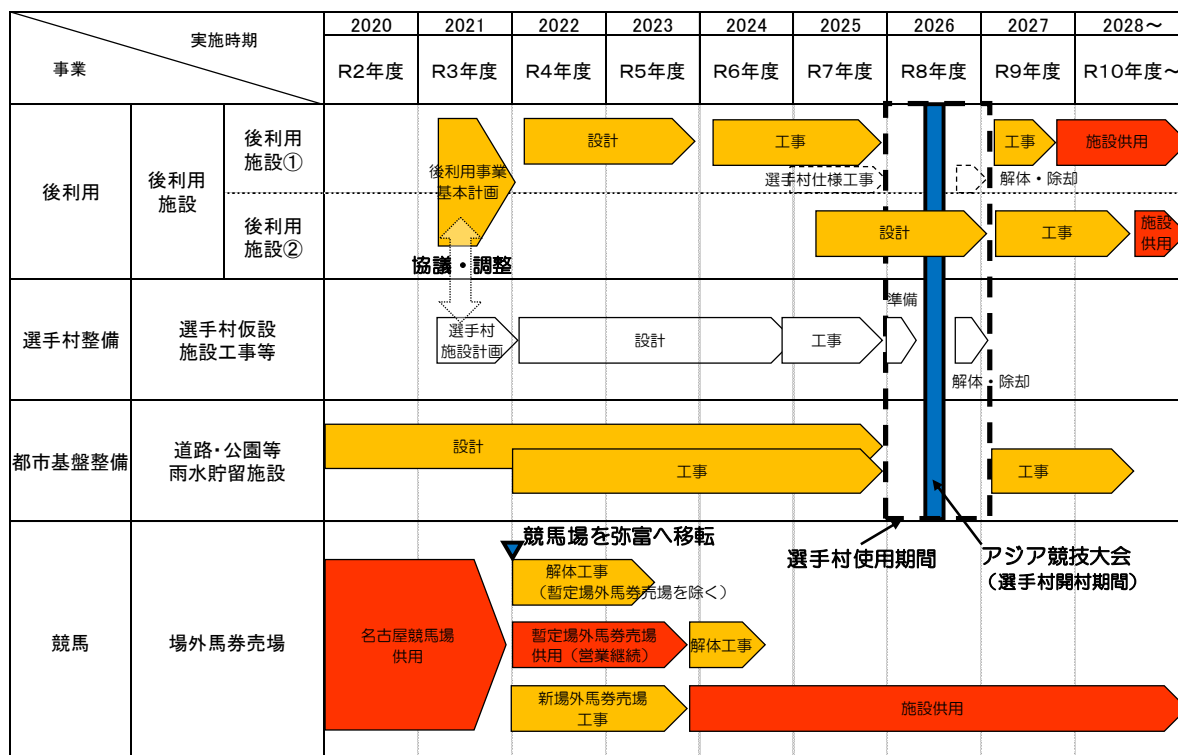 実施時期
事業
2020 2021 2022 2023 2024 2025 2026 2027 2028～
R2年度 R3年度 R4年度 R5年度 R6年度 R7年度 R8年度 R9年度 R10年度～
後利用
後利用
施設
後利用
施設①
後利用
施設②
後利用事業
基本計画
設計
工事
工事
施設供用
選手村仕様工事
解体・除却
設計
工事
施設
供用
協議・調整
選手村整備
選手村仮設
施設工事等
選手村
施設計画
設計
工事
準備
解体・除却
都市基盤整備
道路・公園等
雨水貯留施設
設計
工事
工事
選手村使用期間
アジア競技大会
（選手村開村期間）
競馬
場外馬券売場
競馬場を弥富へ移転
名古屋競馬場
供用
解体工事
（暫定場外馬券売場を除く）
暫定場外馬券売場
供用（営業継続）
解体工事
新場外馬券売場
工事
施設供用